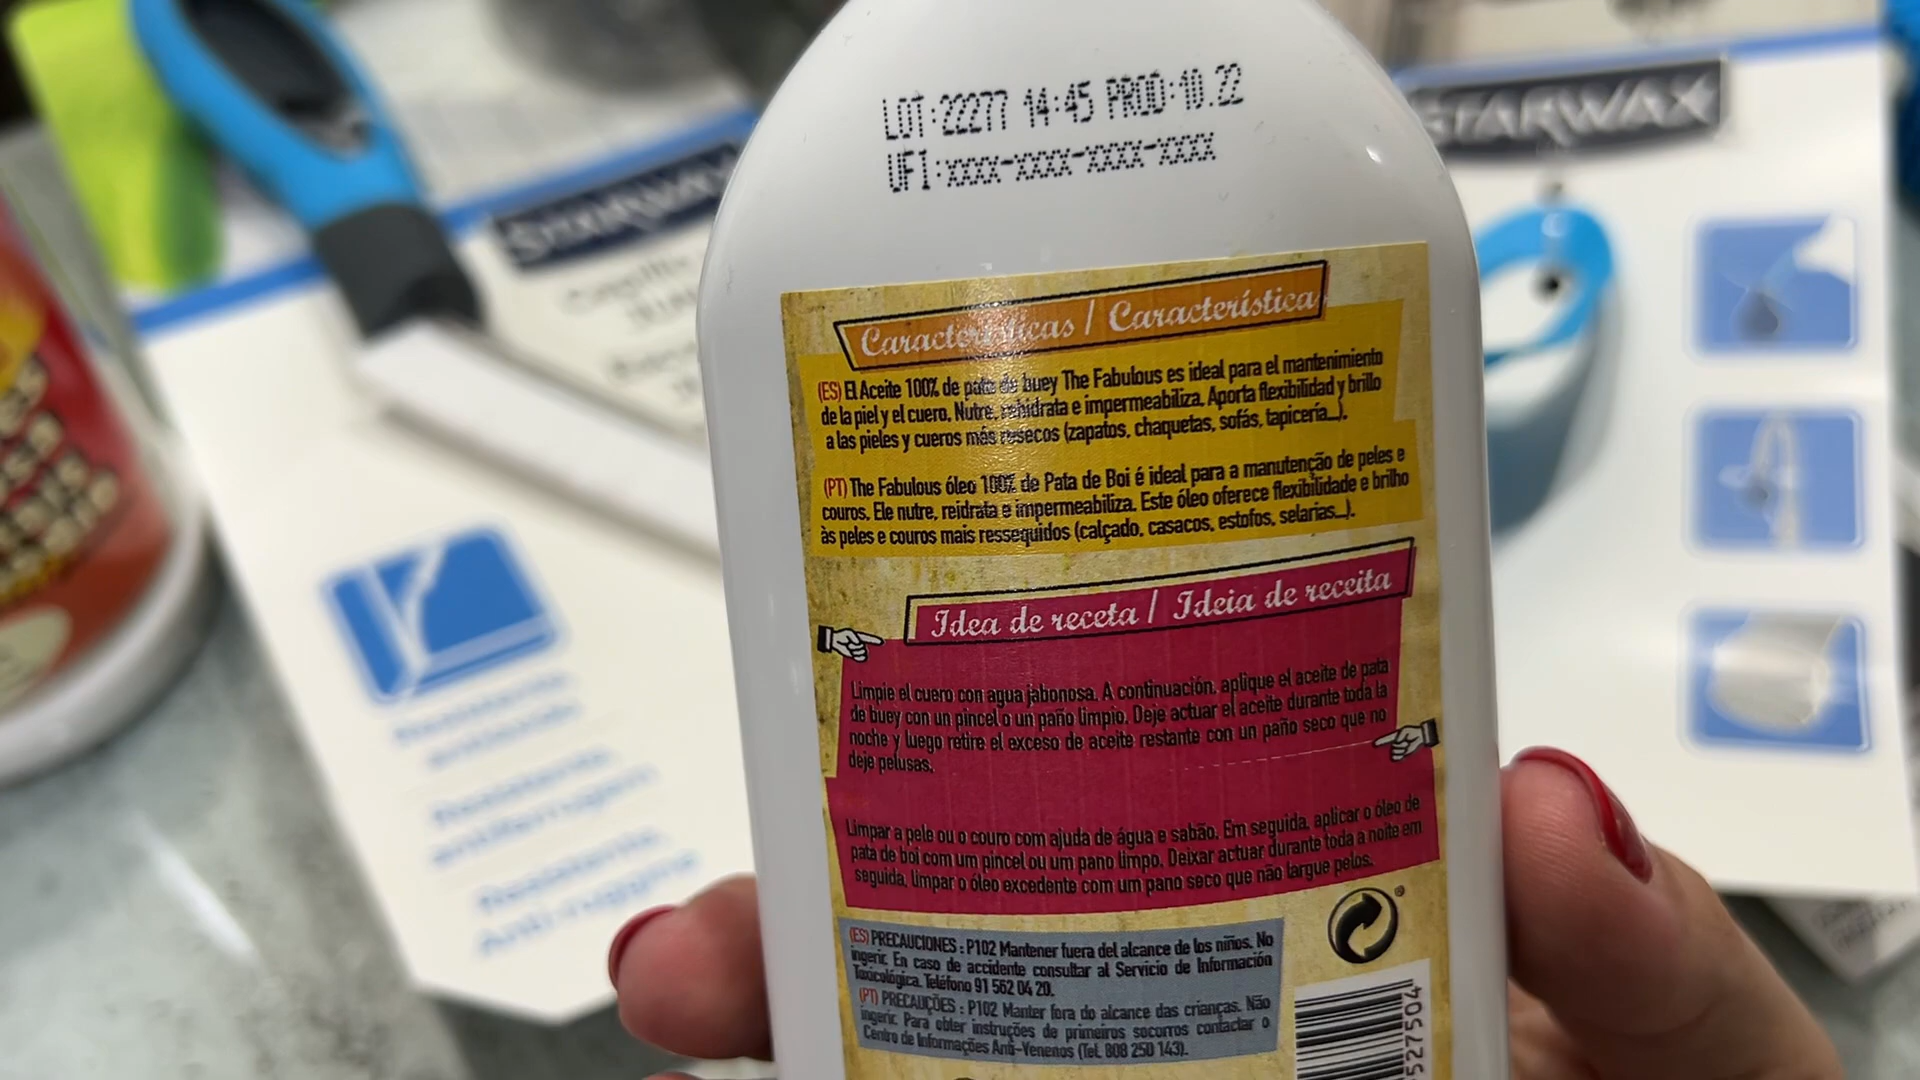 LOT:22277 14:45 PROD:10.22
UFI:xxxx-xxxx-xxxx-xxxx
STARWAX
STARWAX
Características / Característica
(ES) El Aceite 100% de pata de buey The Fabulous es ideal para el mantenimiento
de la piel y el cuero. Nutre, rehidrata e impermeabiliza. Aporta flexibilidad y brillo
a las pieles y cueros más resecos (zapatos, chaquetas, sofás, tapicería...).
(PT) The Fabulous óleo 100% de Pata de Boi é ideal para a manutenção de peles e
couros. Ele nutre, reidrata e impermeabiliza. Este óleo oferece flexibilidade e brilho
às peles e couros mais ressequidos (calçado, casacos, estofos, selarias...).
Idea de receta / Ideia de receita
Limpie el cuero con agua jabonosa. A continuación, aplique el aceite de pata
de buey con un pincel o un paño limpio. Deje actuar el aceite durante toda la
noche y luego retire el exceso de aceite restante con un paño seco que no
deje pelusas.
Limpar a pele ou o couro com ajuda de água e sabão. Em seguida, aplicar o óleo de
pata de boi com um pincel ou um pano limpo. Deixar actuar durante toda a noite em
seguida, limpar o óleo excedente com um pano seco que não largue pelos.
(ES) PRECAUCIONES : P102 Mantener fuera del alcance de los niños. No
ingerir. En caso de accidente consultar al Servicio de Información
Toxicológica. Teléfono 91 562 04 20.
(PT) PRECAUÇÕES : P102 Manter fora do alcance das crianças. Não
ingerir. Para obter instruções de primeiros socorros contactar o
Centro de Informações Anti-Venenos (Tel. 808 250 143).
527504